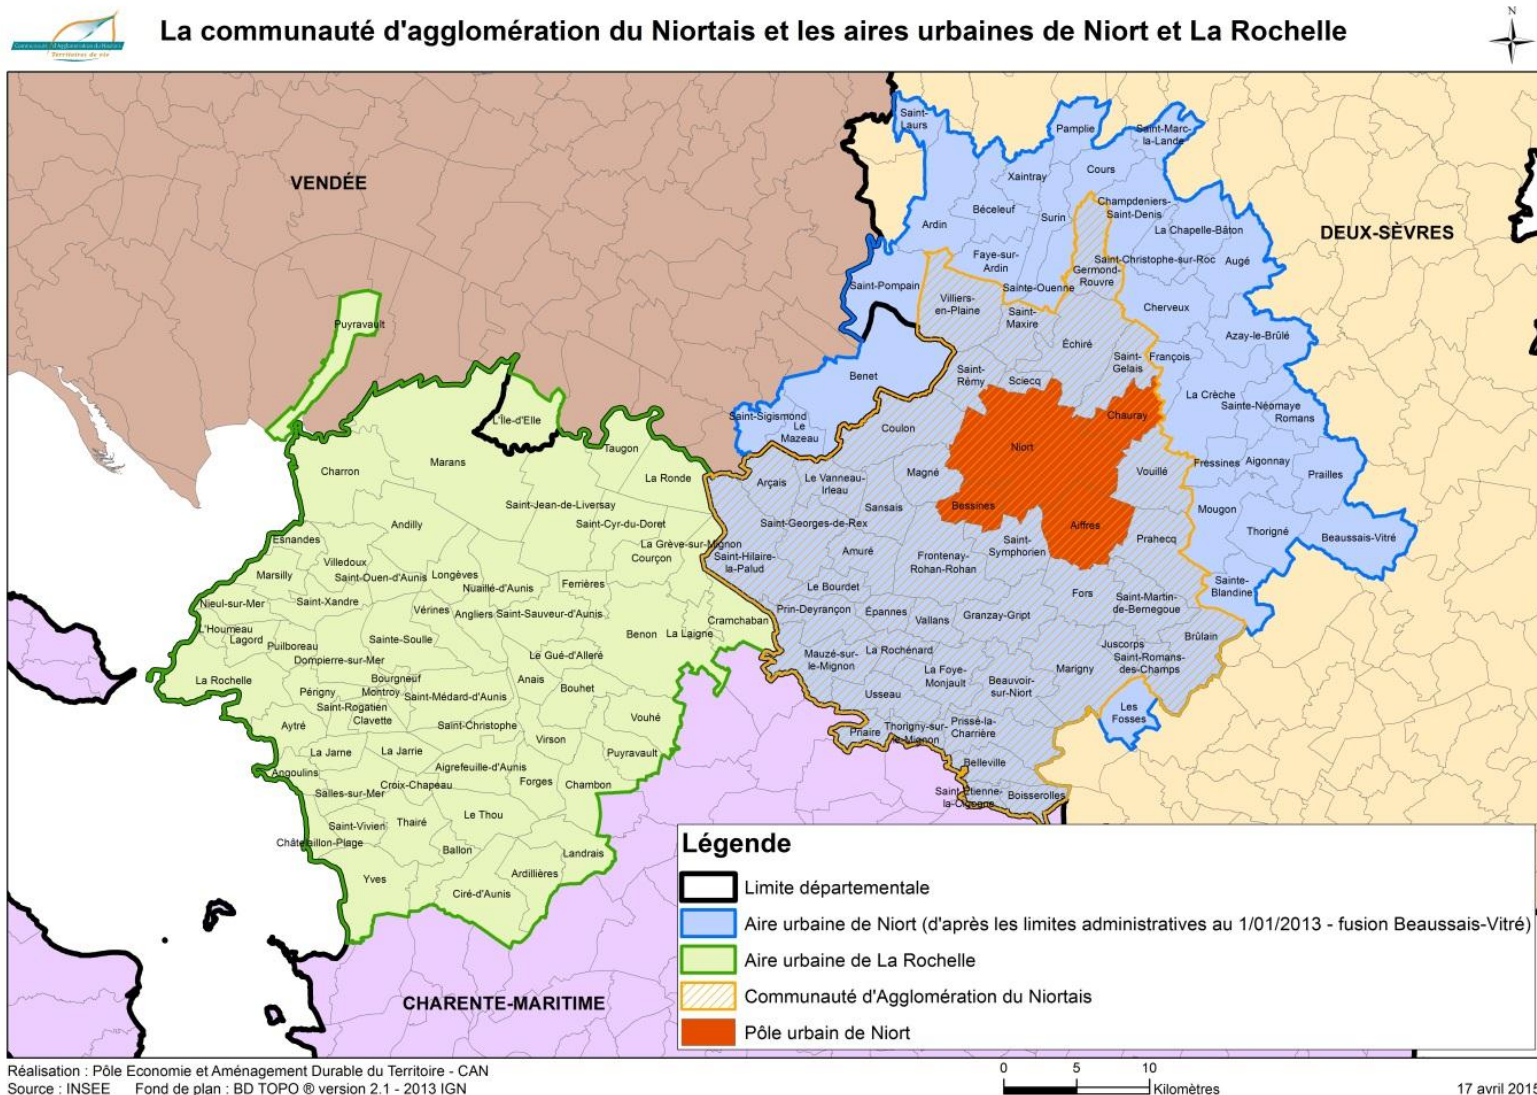 La communauté d'agglomération du Niortais et les aires urbaines de Niort et La Rochelle
Communauté d'Agglomération du Niortais
Territoires de vie
N
VENDÉE
DEUX-SÈVRES
CHARENTE-MARITIME
Saint-
Laurs
Pamplie
Saint-Marc-
la-Lande
Xaintray
Cours
Béceleuf
Surin
Champdeniers-
Saint-Denis
Ardin
La Chapelle-Bâton
Faye-sur-
Ardin
Saint-Christophe-sur-Roc
Augé
Germond-
Rouvre
Saint-Pompain
Sainte-Ouenne
Villiers-
en-Plaine
Saint-
Maxire
Cherveux
Échiré
Azay-le-Brûlé
Saint-
Gelais
François
Benet
Saint-
Rémy
Sciecq
La Crèche
Sainte-Néomaye
Romans
Saint-Sigismond
Le
Mazeau
Coulon
Chauray
Niort
Magné
Vouillé
Fressines
Aigonnay
Prailles
Arçais
Le Vanneau-
Irleau
Sansais
Bessines
Aiffres
Mougon
Thorigné
Beaussais-Vitré
Saint-Georges-de-Rex
Saint-
Symphorien
Prahecq
Saint-Hilaire-
la-Palud
Amuré
Frontenay-
Rohan-Rohan
Sainte-
Blandine
Le Bourdet
Fors
Saint-Martin-
de-Bernegoue
Prin-Deyrançon
Épannes
Vallans
Granzay-Gript
Brûlain
Juscorps
Saint-Romans-
des-Champs
Mauzé-sur-
le-Mignon
La Rochénard
La Foye-
Monjault
Marigny
Beauvoir-
sur-Niort
Usseau
Les
Fosses
Priaire
Thorigny-sur-
le-Mignon
Prissé-la-
Charrière
Belleville
Saint-Étienne-
la-Cigogne
Boisserolles
Puyravault
L'Île-d'Elle
Taugon
Charron
Marans
La Ronde
Saint-Jean-de-Liversay
Andilly
Saint-Cyr-du-Doret
Esnandes
La Grève-sur-Mignon
Courçon
Villedoux
Marsilly
Saint-Ouen-d'Aunis
Longèves
Nuaillé-d'Aunis
Ferrières
Nieul-sur-Mer
Saint-Xandre
Vérines
Angliers
Saint-Sauveur-d'Aunis
Cramchaban
L'Houmeau
Lagord
Puilboreau
Sainte-Soulle
Benon
La Laigne
Dompierre-sur-Mer
Le Gué-d'Alleré
La Rochelle
Bourgneuf
Anais
Bouhet
Périgny
Montroy
Saint-Médard-d'Aunis
Saint-Rogatien
Clavette
Aytré
Saint-Christophe
Vouhé
La Jarne
La Jarrie
Virson
Puyravault
Angoulins
Aigrefeuille-d'Aunis
Croix-Chapeau
Forges
Chambon
Salles-sur-Mer
Le Thou
Saint-Vivien
Thairé
Châtelaillon-Plage
Ballon
Landrais
Yves
Ardillières
Ciré-d'Aunis
Légende
Limite départementale
Aire urbaine de Niort (d'après les limites administratives au 1/01/2013 - fusion Beaussais-Vitré)
Aire urbaine de La Rochelle
Communauté d'Agglomération du Niortais
Pôle urbain de Niort
Réalisation : Pôle Economie et Aménagement Durable du Territoire - CAN
Source : INSEE Fond de plan : BD TOPO ® version 2.1 - 2013 IGN
0 5 10
Kilomètres
17 avril 2015